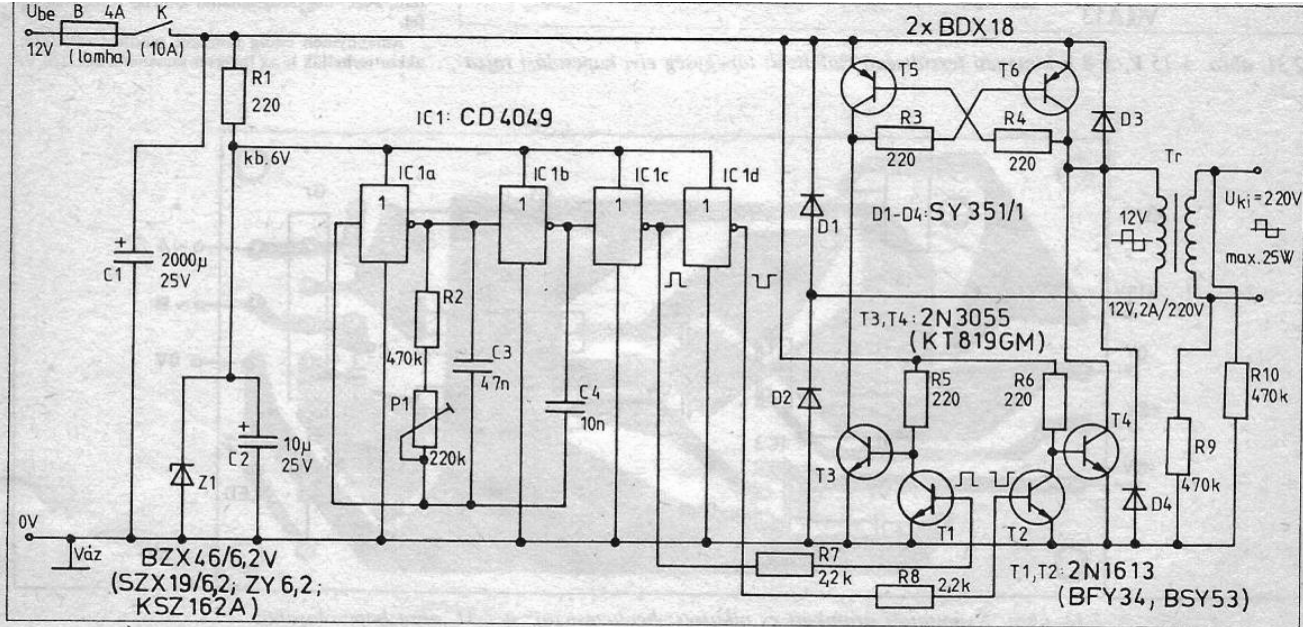 Ube
B 4A K
12V
(lomha) (10A)
R1
220
IC1: CD4049
2x BDX18
T5
T6
R3
220
R4
220
D3
kb.6V
IC1a
IC1b
IC1c
IC1d
1
1
1
1
Tr
D1
D1-D4: SY351/1
12V
Uki=220V
max.25W
C1
2000µ
25V
R2
470k
C3
47n
C4
10n
P1
220k
12V,2A/220V
T3,T4: 2N3055
(KT819GM)
D2
R5
220
R6
220
R10
470k
T4
R9
470k
Z1
10µ
C2 25V
T3
T1
T2
D4
0V
Váz
BZX46/6,2V
(SZX19/6,2; ZY6,2;
KSZ162A)
R7
2,2k
R8
2,2k
T1,T2: 2N1613
(BFY34, BSY53)